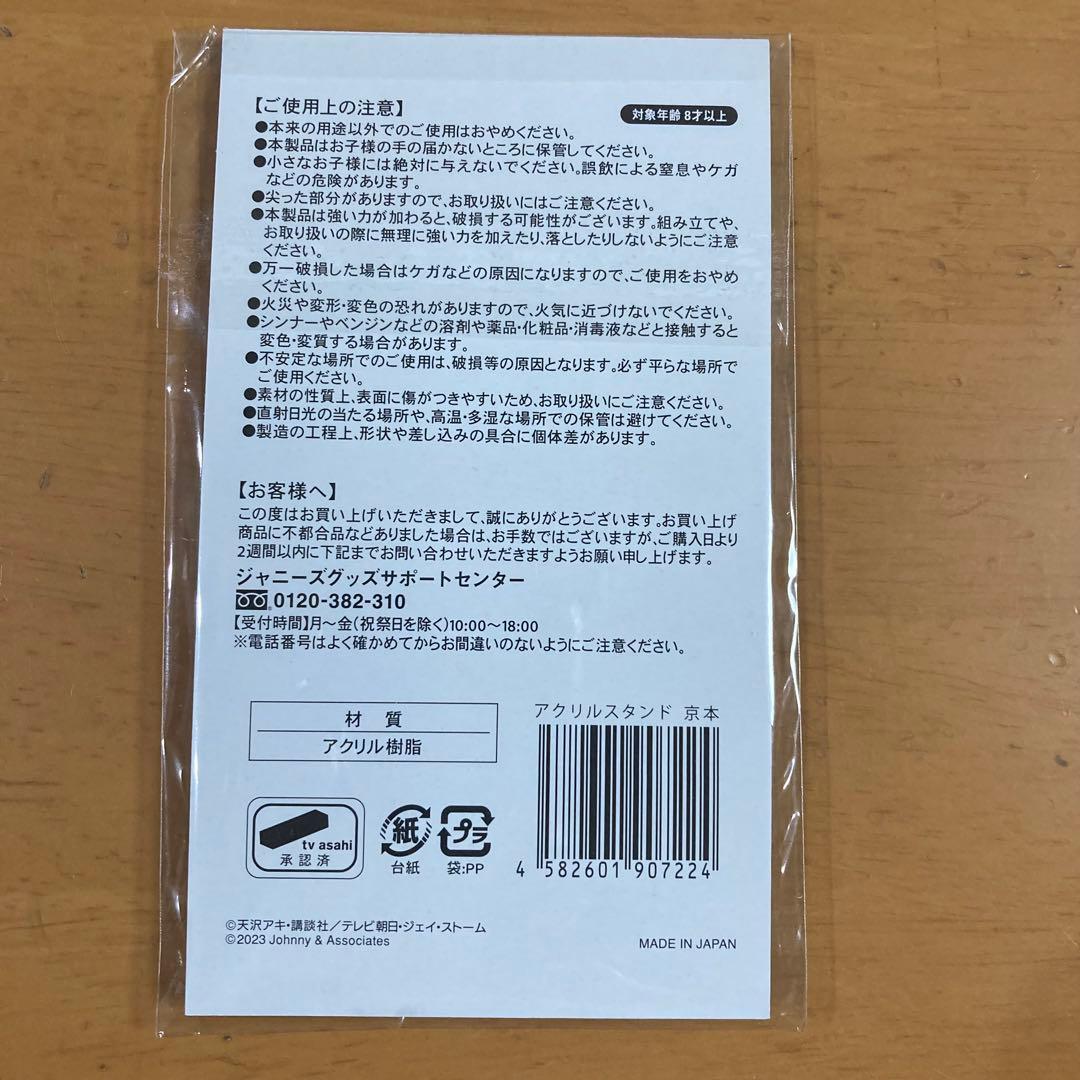 【ご使用上の注意】
対象年齢 8才以上
●本来の用途以外でのご使用はおやめください。
●本製品はお子様の手の届かないところに保管してください。
●小さなお子様には絶対に与えないでください。誤飲による窒息やケガ
などの危険があります。
●尖った部分がありますので、お取り扱いにはご注意ください。
●本製品は強い力が加わると、破損する可能性がございます。組み立てや、
お取り扱いの際に無理に強い力を加えたり、落としたりしないようにご注意
ください。
●万一破損した場合はケガなどの原因になりますので、ご使用をおやめ
ください。
●火災や変形・変色の恐れがありますので、火気に近づけないでください。
●シンナーやベンジンなどの溶剤や薬品・化粧品・消毒液などと接触すると
変色・変質する場合があります。
●不安定な場所でのご使用は、破損等の原因となります。必ず平らな場所で
ご使用ください。
●素材の性質上、表面に傷がつきやすいため、お取り扱いにご注意ください。
●直射日光の当たる場所や、高温・多湿な場所での保管は避けてください。
●製造の工程上、形状や差し込みの具合に個体差があります。
【お客様へ】
この度はお買い上げいただきまして、誠にありがとうございます。お買い上げ
商品に不都合品などありました場合は、お手数ではございますが、ご購入日より
2週間以内に下記までお問い合わせいただきますようお願い申し上げます。
ジャニーズグッズサポートセンター
0120-382-310
【受付時間】月〜金(祝祭日を除く)10:00〜18:00
※電話番号はよく確かめてからお間違いのないようにご注意ください。
材 質
アクリル樹脂
アクリルスタンド 京本
4 582601 907224
tv asahi
承認済
紙
台紙
プラ
袋:PP
©天沢アキ・講談社／テレビ朝日・ジェイ・ストーム
©2023 Johnny & Associates
MADE IN JAPAN